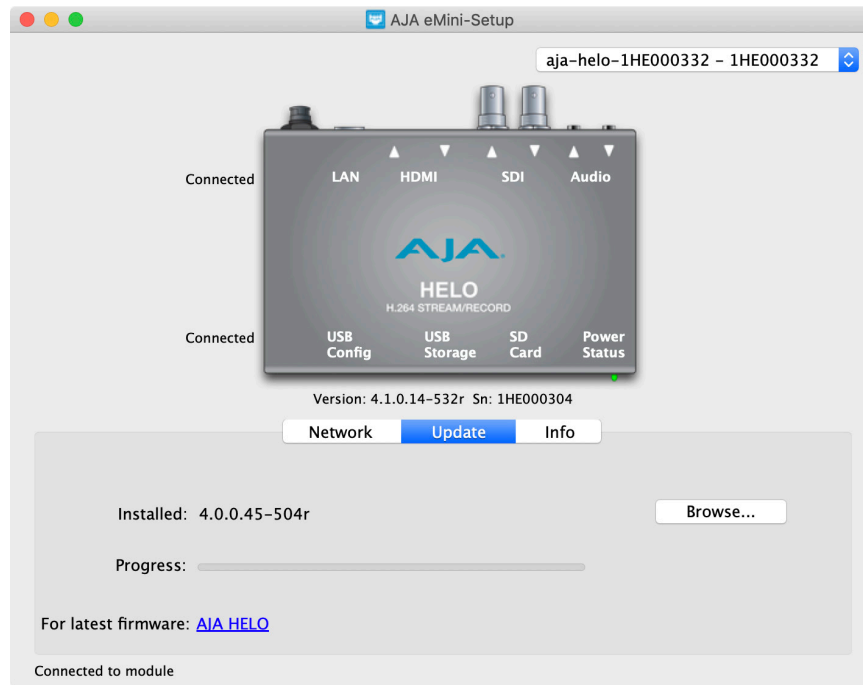 AJA eMini-Setup
aja-helo-1HE000332 – 1HE000332
Connected
LAN HDMI SDI Audio
AJA
HELO
H.264 STREAM/RECORD
Connected
USB Config USB Storage SD Card Power Status
Version: 4.1.0.14-532r Sn: 1HE000304
Network Update Info
Installed: 4.0.0.45-504r Browse...
Progress:
For latest firmware: AJA HELO
Connected to module